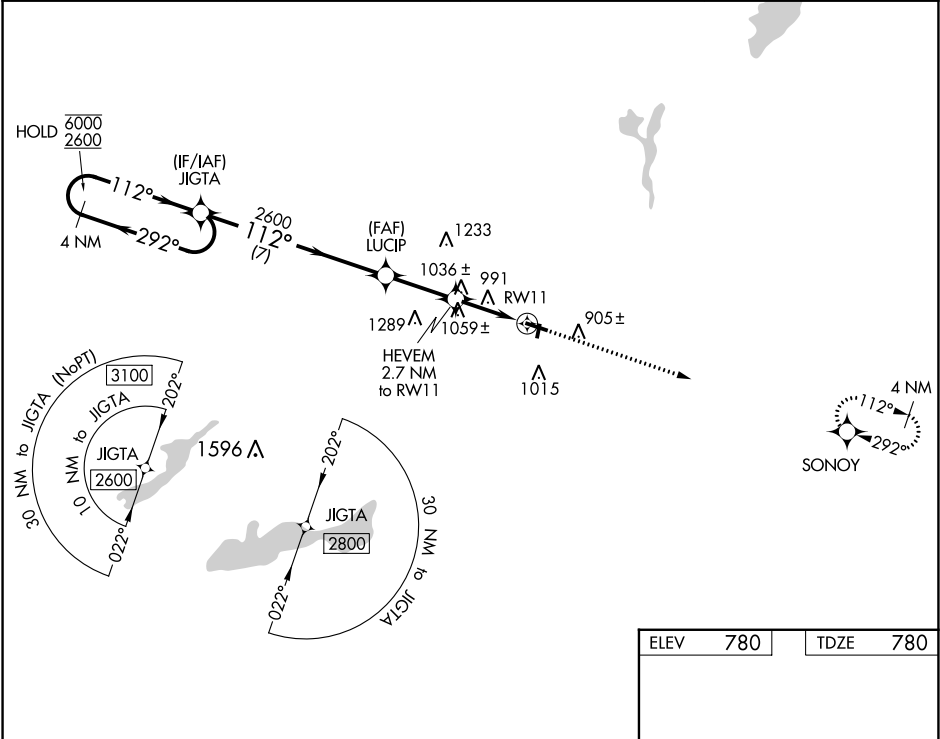 HOLD 6000
2600
(IF/IAF)
JIGTA
112°
292°
4 NM
2600
112°
(7)
(FAF)
LUCIP
1233
1036 ±
991
RW11
1289
1059 ±
905 ±
HEVEM
2.7 NM
to RW11
1015
4 NM
112°
292°
SONOY
30 NM to JIGTA (NoPT)
3100
202°
10 NM to JIGTA
JIGTA
2600
022°
1596
202°
JIGTA
2800
30 NM to JIGTA
022°
ELEV 780
TDZE 780